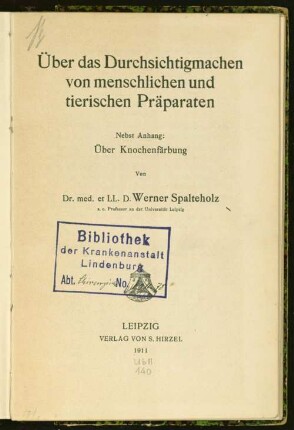 Über das Durchsichtigmachen
von menschlichen und
tierischen Präparaten
Nebst Anhang:
Über Knochenfärbung
Von
Dr. med. et LL. D. Werner Spalteholz
a. o. Professor an der Universität Leipzig
Bibliothek
der Krankenanstalt
Lindenburg
Abt. No.
LEIPZIG
VERLAG VON S. HIRZEL
1911
140